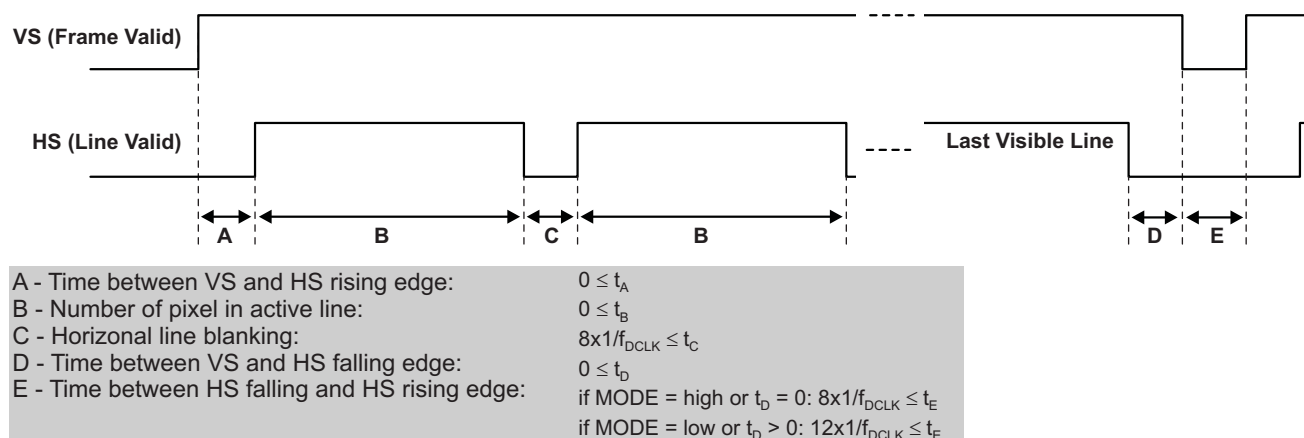 VS (Frame Valid)
HS (Line Valid)
Last Visible Line
A B C B D E
A - Time between VS and HS rising edge: 0 ≤ tA
B - Number of pixel in active line: 0 ≤ tB
C - Horizonal line blanking: 8x1/fDCLK ≤ tC
D - Time between VS and HS falling edge: 0 ≤ tD
E - Time between HS falling and HS rising edge: if MODE = high or tD = 0: 8x1/fDCLK ≤ tE
if MODE = low or tD > 0: 12x1/fDCLK ≤ tE